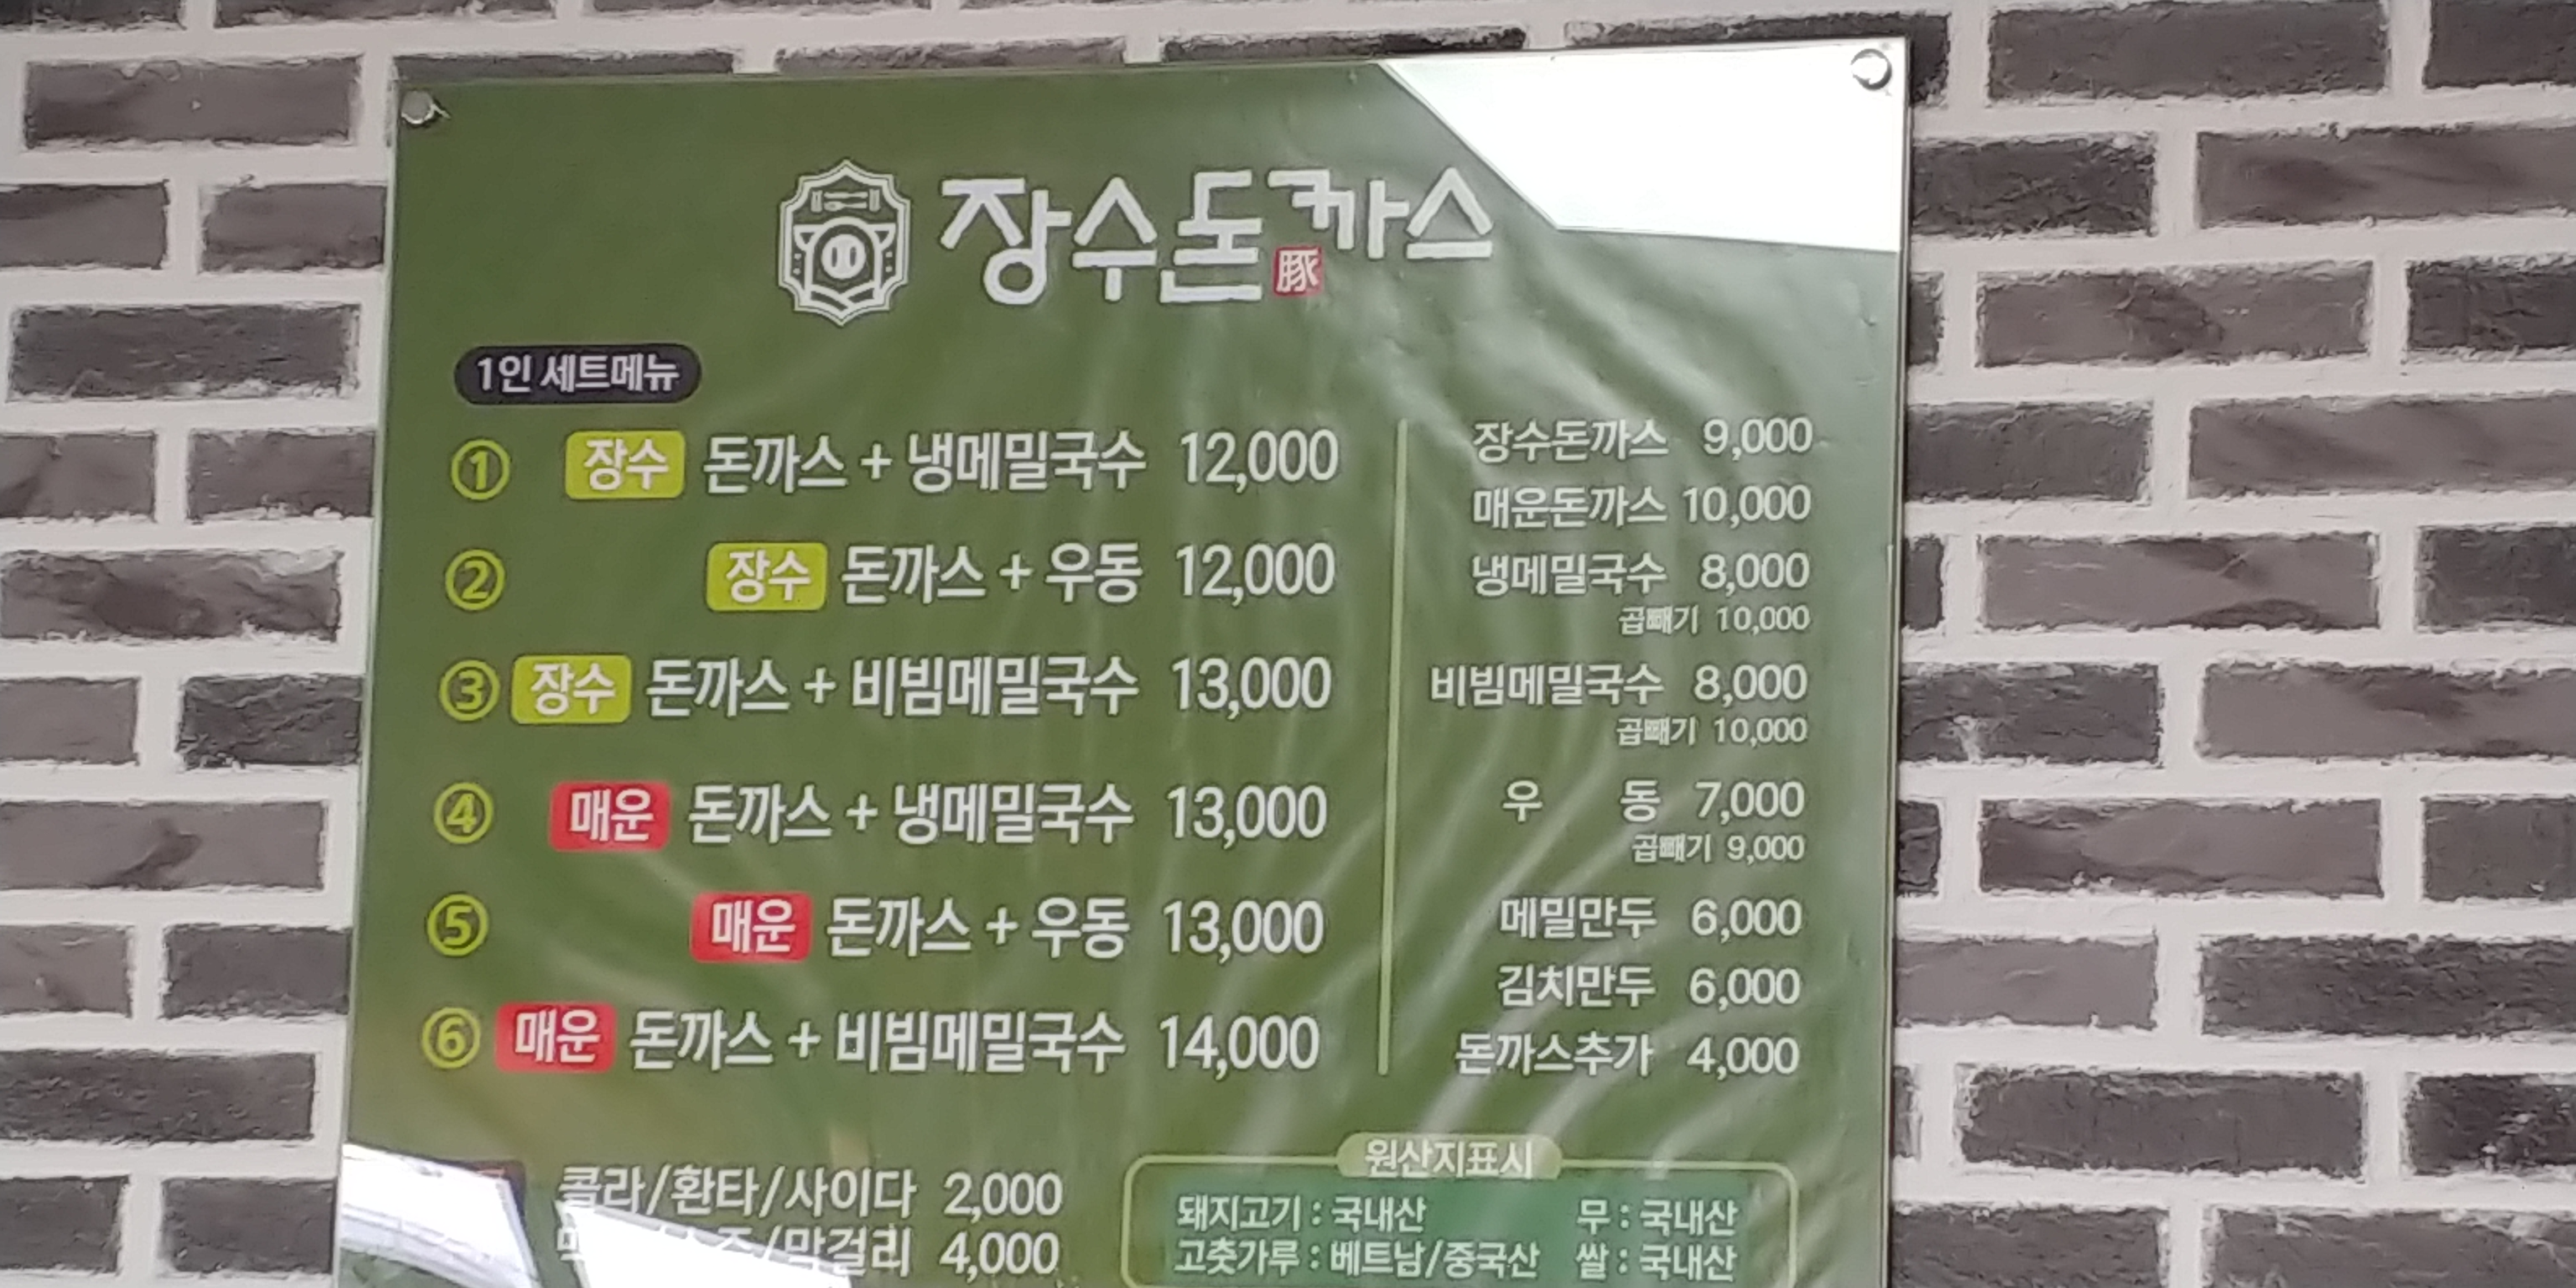 장수돈까스
豚
1인 세트메뉴
① 장수 돈까스 + 냉메밀국수 12,000
② 장수 돈까스 + 우동 12,000
③ 장수 돈까스 + 비빔메밀국수 13,000
④ 매운 돈까스 + 냉메밀국수 13,000
⑤ 매운 돈까스 + 우동 13,000
⑥ 매운 돈까스 + 비빔메밀국수 14,000
장수돈까스 9,000
매운돈까스 10,000
냉메밀국수 8,000
곱빼기 10,000
비빔메밀국수 8,000
곱빼기 10,000
우 동 7,000
곱빼기 9,000
메밀만두 6,000
김치만두 6,000
돈까스추가 4,000
콜라/환타/사이다 2,000
/막걸리 4,000
원산지표시
돼지고기 : 국내산 무 : 국내산
고춧가루 : 베트남/중국산 쌀 : 국내산